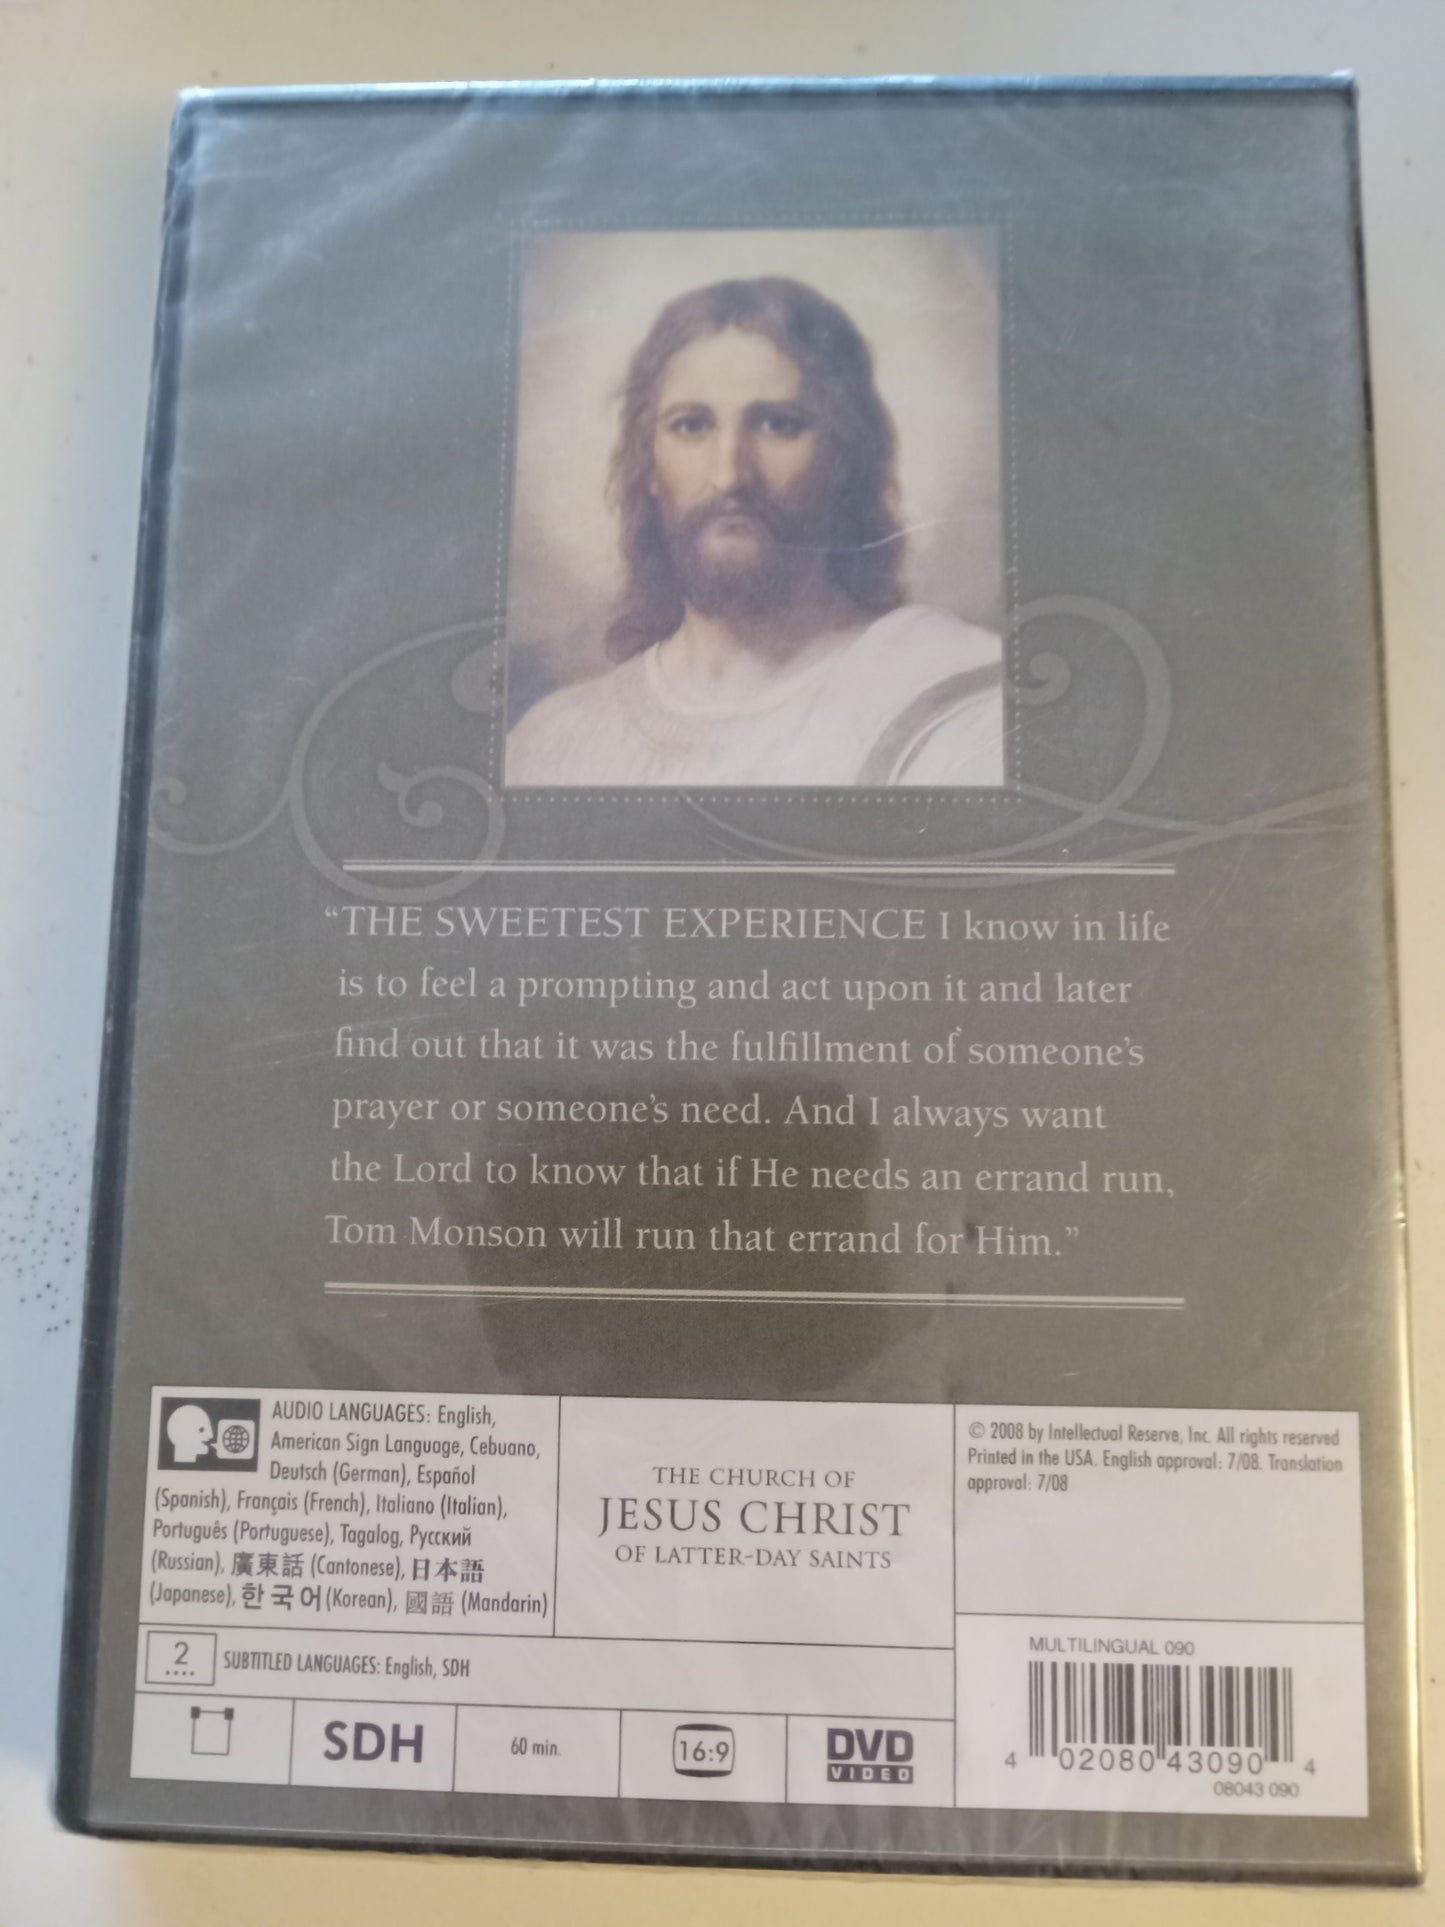 “THE SWEETEST EXPERIENCE I know in life
is to feel a prompting and act upon it and later
find out that it was the fulfillment of someone’s
prayer or someone’s need. And I always want
the Lord to know that if He needs an errand run,
Tom Monson will run that errand for Him.”
AUDIO LANGUAGES: English,
American Sign Language, Cebuano,
Deutsch (German), Español
(Spanish), Français (French), Italiano (Italian),
Português (Portuguese), Tagalog, Русский
(Russian), 廣東話 (Cantonese), 日本語
(Japanese), 한국어 (Korean), 國語 (Mandarin)
2
SUBTITLED LANGUAGES: English, SDH
SDH
60 min.
16:9
DVD
VIDEO
THE CHURCH OF
JESUS CHRIST
OF LATTER-DAY SAINTS
© 2008 by Intellectual Reserve, Inc. All rights reserved
Printed in the USA. English approval: 7/08. Translation
approval: 7/08
MULTILINGUAL 090
4 02080 43090 4
08043 090